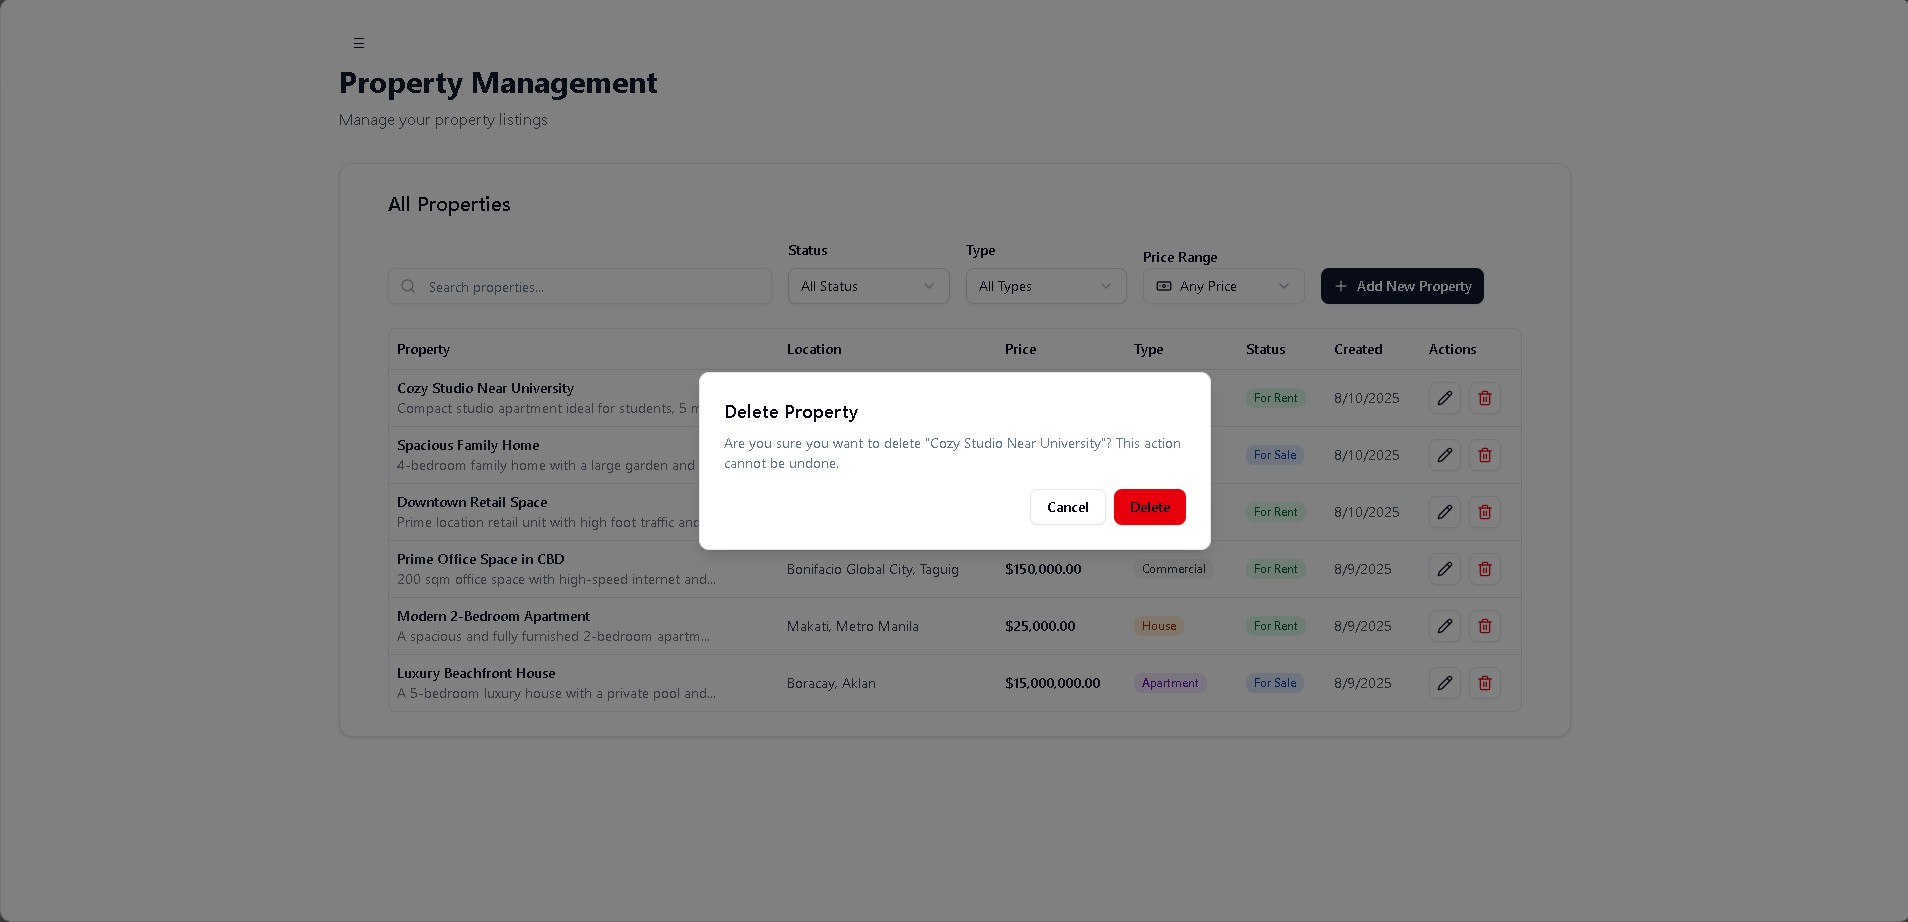 Property Management
Manage your property listings
All Properties
Status
Type
Price Range
Search properties...
All Status
All Types
Any Price
Add New Property
Property Location Price Type Status Created Actions
Cozy Studio Near University
Compact studio apartment ideal for students, 5
For Rent 8/10/2025
Spacious Family Home
4-bedroom family home with a large garden and
For Sale 8/10/2025
Downtown Retail Space
Prime location retail unit with high foot traffic and
For Rent 8/10/2025
Delete Property
Are you sure you want to delete "Cozy Studio Near University"? This action
cannot be undone.
Cancel Delete
Prime Office Space in CBD
200 sqm office space with high-speed internet and...
Bonifacio Global City, Taguig $150,000.00 Commercial For Rent 8/9/2025
Modern 2-Bedroom Apartment
A spacious and fully furnished 2-bedroom apartm...
Makati, Metro Manila $25,000.00 House For Rent 8/9/2025
Luxury Beachfront House
A 5-bedroom luxury house with a private pool and...
Boracay, Aklan $15,000,000.00 Apartment For Sale 8/9/2025